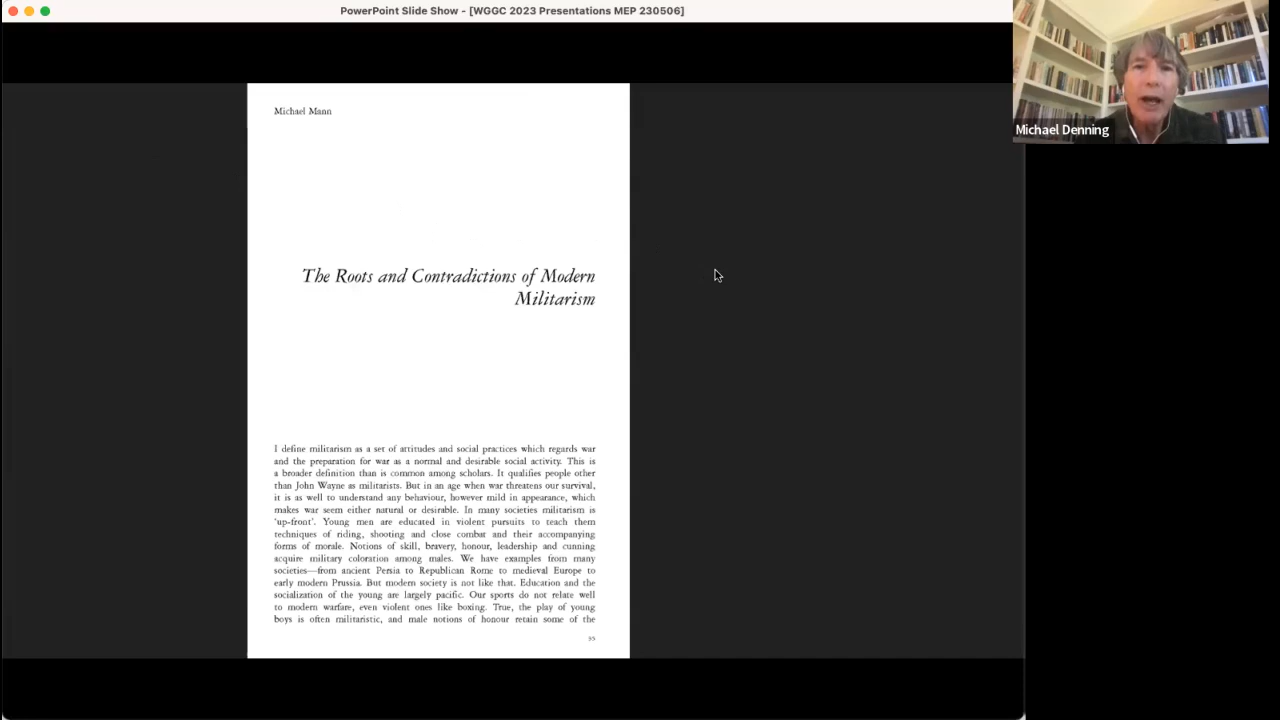 PowerPoint Slide Show - [WGGC 2023 Presentations MEP 230506]
Michael Denning
Michael Mann
The Roots and Contradictions of Modern
Militarism
I define militarism as a set of attitudes and social practices which regards war
and the preparation for war as a normal and desirable social activity. This is
a broader definition than is common among scholars. It qualifies people other
than John Wayne as militarists. But in an age when war threatens our survival,
it is as well to understand any behaviour, however mild in appearance, which
makes war seem either natural or desirable. In many societies militarism is
‘up-front’. Young men are educated in violent pursuits to teach them
techniques of riding, shooting and close combat and their accompanying
forms of morale. Notions of skill, bravery, honour, leadership and cunning
acquire military coloration among males. We have examples from many
societies—from ancient Persia to Republican Rome to medieval Europe to
early modern Prussia. But modern society is not like that. Education and the
socialization of the young are largely pacific. Our sports do not relate well
to modern warfare, even violent ones like boxing. True, the play of young
boys is often militaristic, and male notions of honour retain some of the
35